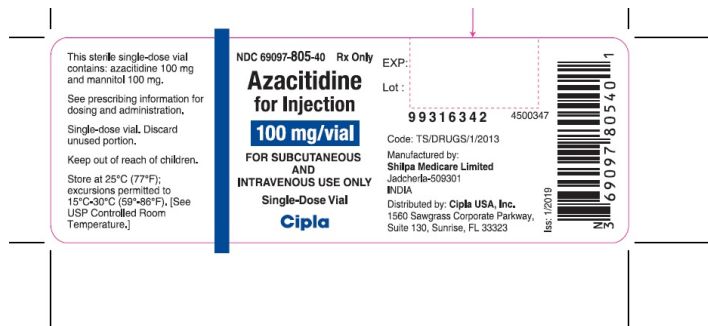 This sterile single-dose vial
contains: azacitidine 100 mg
and mannitol 100 mg.
See prescribing information for
dosing and administration.
Single-dose vial. Discard
unused portion.
Keep out of reach of children.
Store at 25°C (77°F);
excursions permitted to
15°C-30°C (59°-86°F). [See
USP Controlled Room
Temperature.]
NDC 69097-805-40 Rx Only
Azacitidine
for Injection
100 mg/vial
FOR SUBCUTANEOUS
AND
INTRAVENOUS USE ONLY
Single-Dose Vial
Cipla
EXP:
Lot :
99316342 4500347
Code: TS/DRUGS/1/2013
Manufactured by:
Shilpa Medicare Limited
Jadcherla-509301
INDIA
Distributed by: Cipla USA, Inc.
1560 Sawgrass Corporate Parkway,
Suite 130, Sunrise, FL 33323
Iss: 1/2019
N 3 69097 80540 1